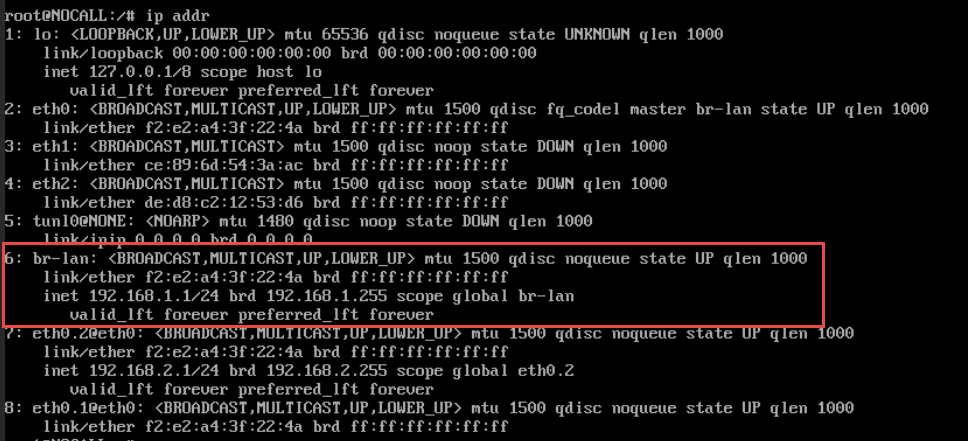 root@NOCALL:/# ip addr
1: lo: <LOOPBACK,UP,LOWER_UP> mtu 65536 qdisc noqueue state UNKNOWN qlen 1000
    link/loopback 00:00:00:00:00:00 brd 00:00:00:00:00:00
    inet 127.0.0.1/8 scope host lo
       valid_lft forever preferred_lft forever
2: eth0: <BROADCAST,MULTICAST,UP,LOWER_UP> mtu 1500 qdisc fq_codel master br-lan state UP qlen 1000
    link/ether f2:e2:a4:3f:22:4a brd ff:ff:ff:ff:ff:ff
3: eth1: <BROADCAST,MULTICAST> mtu 1500 qdisc noop state DOWN qlen 1000
    link/ether ce:89:6d:54:3a:ac brd ff:ff:ff:ff:ff:ff
4: eth2: <BROADCAST,MULTICAST> mtu 1500 qdisc noop state DOWN qlen 1000
    link/ether de:d8:c2:12:53:d6 brd ff:ff:ff:ff:ff:ff
5: tunl0@NONE: <NOARP> mtu 1480 qdisc noop state DOWN qlen 1000
    link/ipip 0.0.0.0 brd 0.0.0.0
6: br-lan: <BROADCAST,MULTICAST,UP,LOWER_UP> mtu 1500 qdisc noqueue state UP qlen 1000
    link/ether f2:e2:a4:3f:22:4a brd ff:ff:ff:ff:ff:ff
    inet 192.168.1.1/24 brd 192.168.1.255 scope global br-lan
       valid_lft forever preferred_lft forever
7: eth0.2@eth0: <BROADCAST,MULTICAST,UP,LOWER_UP> mtu 1500 qdisc noqueue state UP qlen 1000
    link/ether f2:e2:a4:3f:22:4a brd ff:ff:ff:ff:ff:ff
    inet 192.168.2.1/24 brd 192.168.2.255 scope global eth0.2
       valid_lft forever preferred_lft forever
8: eth0.1@eth0: <BROADCAST,MULTICAST,UP,LOWER_UP> mtu 1500 qdisc noqueue state UP qlen 1000
    link/ether f2:e2:a4:3f:22:4a brd ff:ff:ff:ff:ff:ff